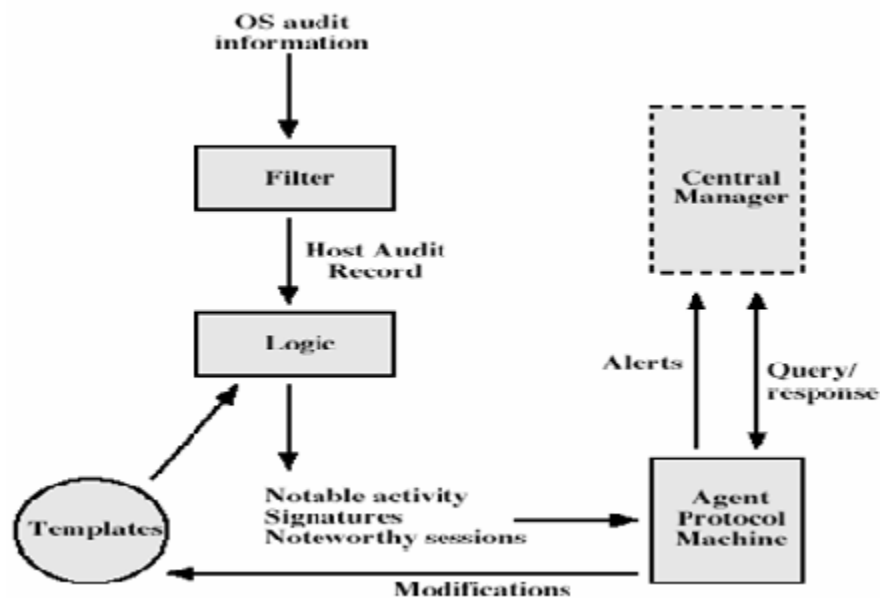 OS audit
information
Filter
Central
Manager
Host Audit
Record
Logic
Alerts
Query/
response
Templates
Notable activity
Signatures
Noteworthy sessions
Agent
Protocol
Machine
Modifications